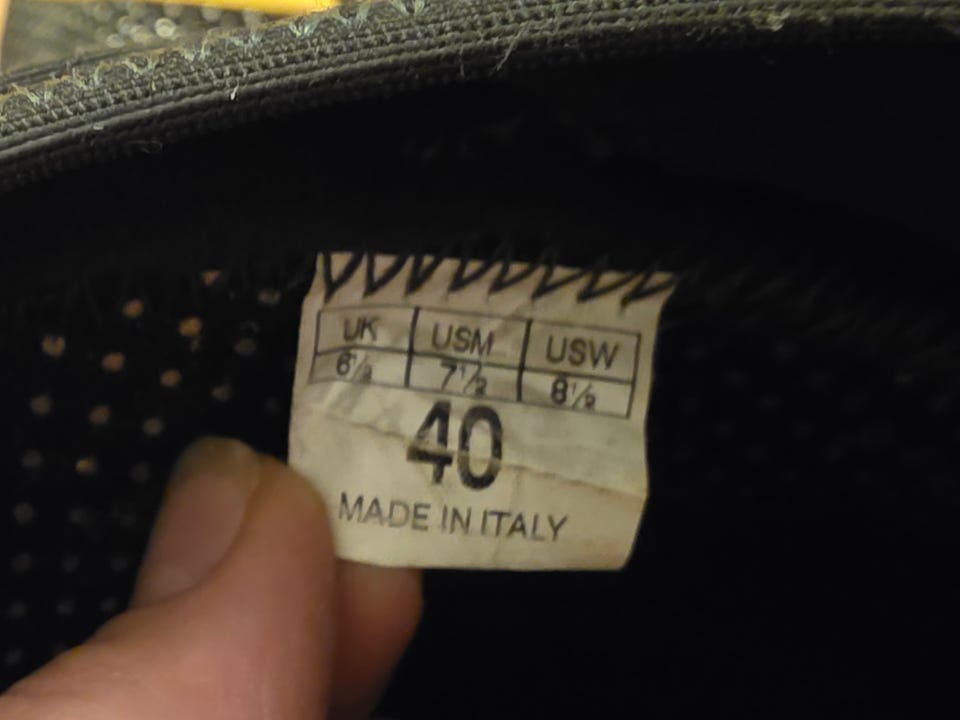 UK USM USW
6½ 7½ 8½
40
MADE IN ITALY